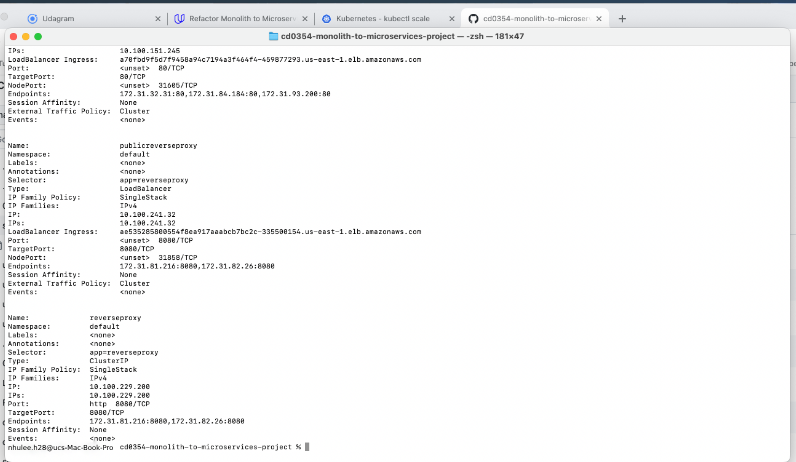 Udagram
Refactor Monolith to Microserv
Kubernetes - kubectl scale
cd0354-monolith-to-microser
cd0354-monolith-to-microservices-project — -zsh — 181×47
IPs: 10.100.151.245
LoadBalancer Ingress: a70fbd9f5d7f9458a94c7194a3f464f4-459877293.us-east-1.elb.amazonaws.com
Port: <unset> 80/TCP
TargetPort: 80/TCP
NodePort: <unset> 31605/TCP
Endpoints: 172.31.32.31:80,172.31.84.184:80,172.31.93.200:80
Session Affinity: None
External Traffic Policy: Cluster
Events: <none>
Name: publicreverseproxy
Namespace: default
Labels: <none>
Annotations: <none>
Selector: app=reverseproxy
Type: LoadBalancer
IP Family Policy: SingleStack
IP Families: IPv4
IP: 10.100.241.32
IPs: 10.100.241.32
LoadBalancer Ingress: ae535285800554f8ea917aaabcb7bc2c-335500154.us-east-1.elb.amazonaws.com
Port: <unset> 8080/TCP
TargetPort: 8080/TCP
NodePort: <unset> 31858/TCP
Endpoints: 172.31.81.216:8080,172.31.82.26:8080
Session Affinity: None
External Traffic Policy: Cluster
Events: <none>
Name: reverseproxy
Namespace: default
Labels: <none>
Annotations: <none>
Selector: app=reverseproxy
Type: ClusterIP
IP Family Policy: SingleStack
IP Families: IPv4
IP: 10.100.229.200
IPs: 10.100.229.200
Port: http 8080/TCP
TargetPort: 8080/TCP
Endpoints: 172.31.81.216:8080,172.31.82.26:8080
Session Affinity: None
Events: <none>
nhulee.h28@ucs-Mac-Book-Pro cd0354-monolith-to-microservices-project %